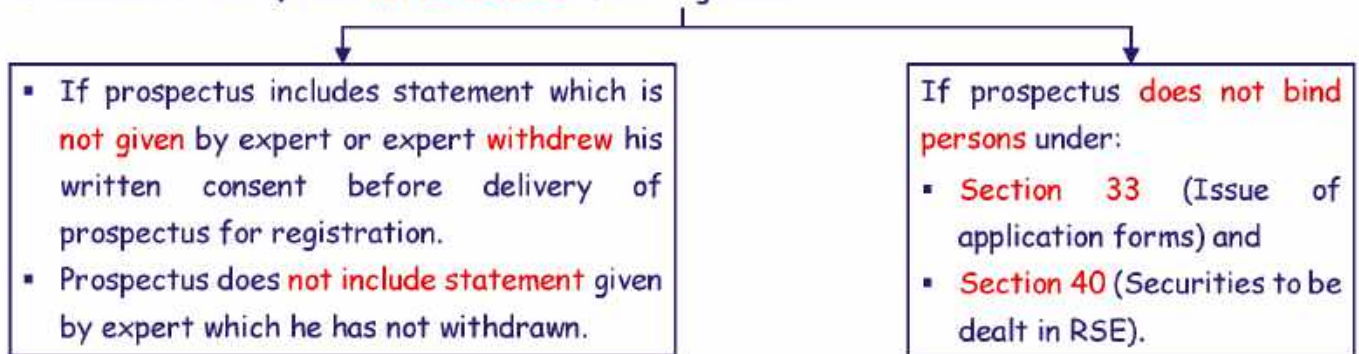 ▪ If prospectus includes statement which is
not given by expert or expert withdrew his
written consent before delivery of
prospectus for registration.
▪ Prospectus does not include statement given
by expert which he has not withdrawn.
If prospectus does not bind
persons under:
▪ Section 33 (Issue of
application forms) and
▪ Section 40 (Securities to be
dealt in RSE).